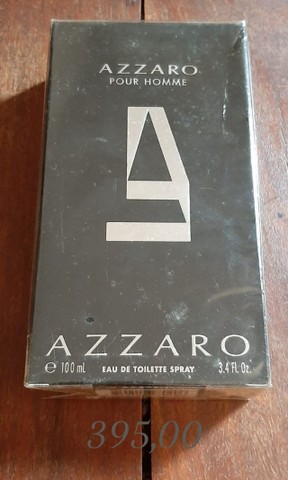 AZZARO
POUR HOMME
AZZARO
℮ 100 mL EAU DE TOILETTE SPRAY 3.4 Fl. Oz.
395,00